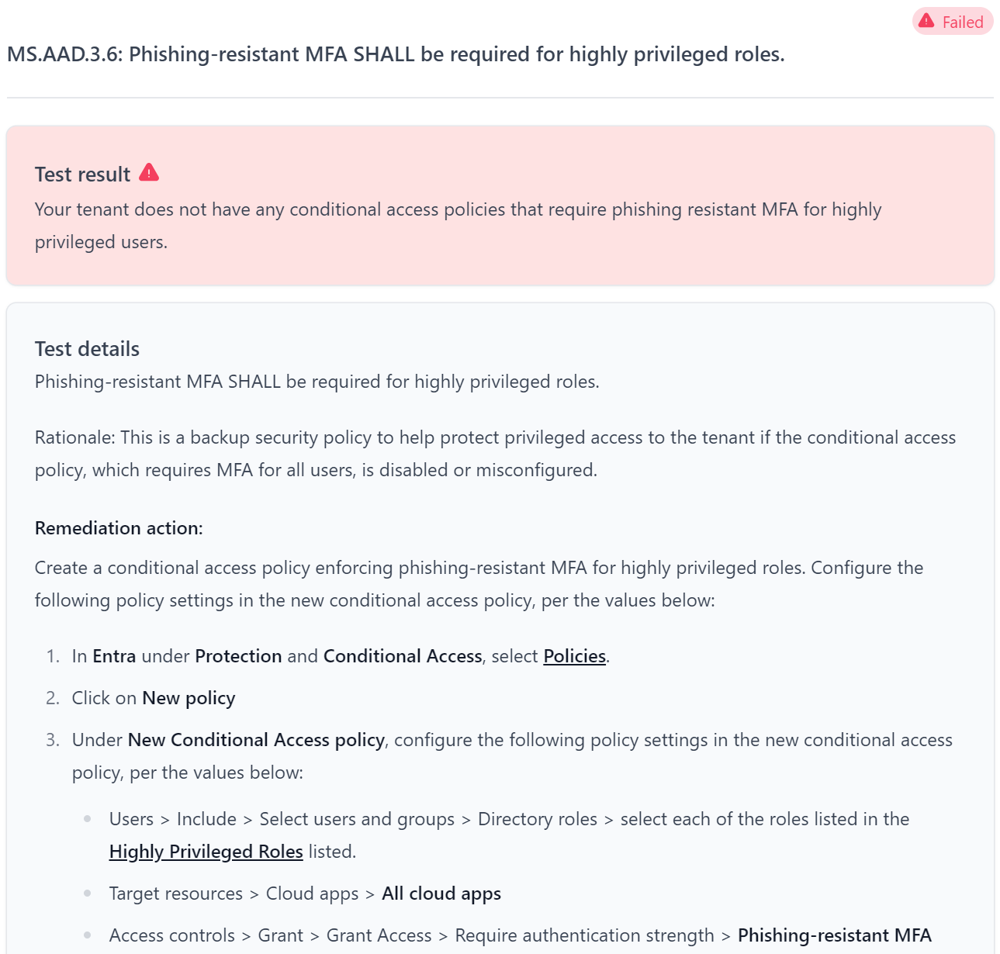 Failed
MS.AAD.3.6: Phishing-resistant MFA SHALL be required for highly privileged roles.
Test result
Your tenant does not have any conditional access policies that require phishing resistant MFA for highly
privileged users.
Test details
Phishing-resistant MFA SHALL be required for highly privileged roles.
Rationale: This is a backup security policy to help protect privileged access to the tenant if the conditional access
policy, which requires MFA for all users, is disabled or misconfigured.
Remediation action:
Create a conditional access policy enforcing phishing-resistant MFA for highly privileged roles. Configure the
following policy settings in the new conditional access policy, per the values below:
1. In Entra under Protection and Conditional Access, select Policies.
2. Click on New policy
3. Under New Conditional Access policy, configure the following policy settings in the new conditional access
policy, per the values below:
• Users > Include > Select users and groups > Directory roles > select each of the roles listed in the
Highly Privileged Roles listed.
• Target resources > Cloud apps > All cloud apps
• Access controls > Grant > Grant Access > Require authentication strength > Phishing-resistant MFA